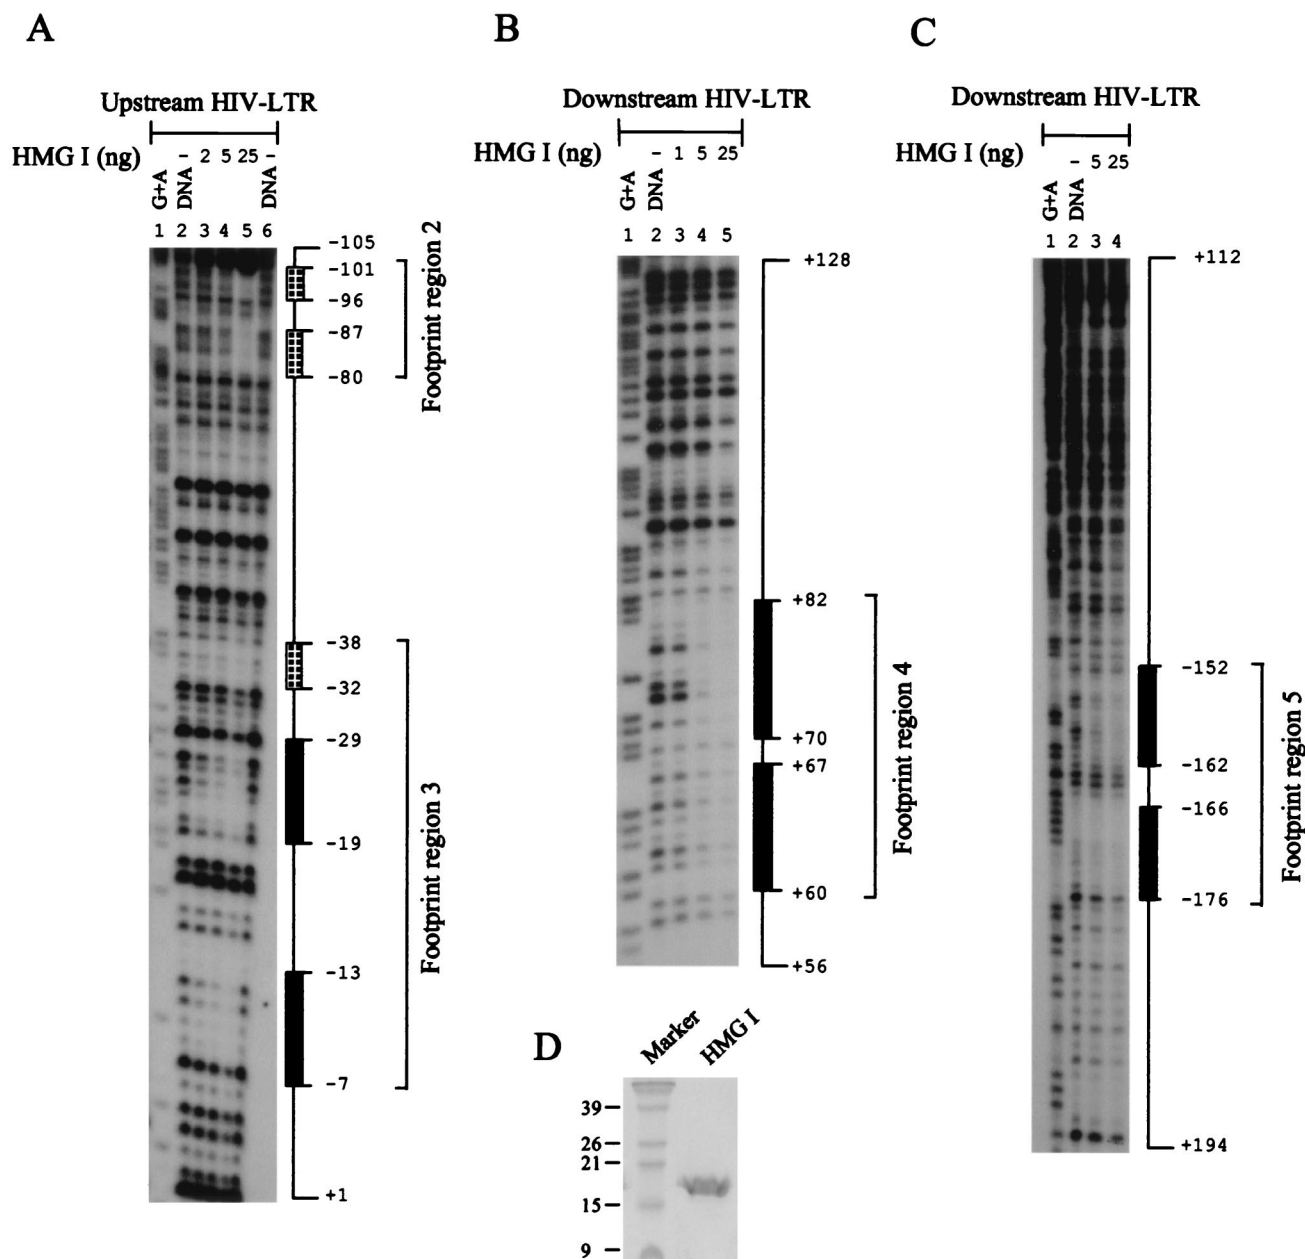 A
Upstream HIV-LTR
HMG I (ng)
- 2 5 25 -
G+A
DNA
DNA
1 2 3 4 5 6
-105
-101
-96
-87
-80
-38
-32
-29
-19
-13
-7
+1
Footprint region 2
Footprint region 3
B
Downstream HIV-LTR
HMG I (ng)
- 1 5 25
G+A
DNA
1 2 3 4 5
+128
+82
+70
+67
+60
+56
Footprint region 4
C
Downstream HIV-LTR
HMG I (ng)
- 5 25
G+A
DNA
1 2 3 4
+112
-152
-162
-166
-176
+194
Footprint region 5
D
Marker
HMG I
39
26
21
15
9